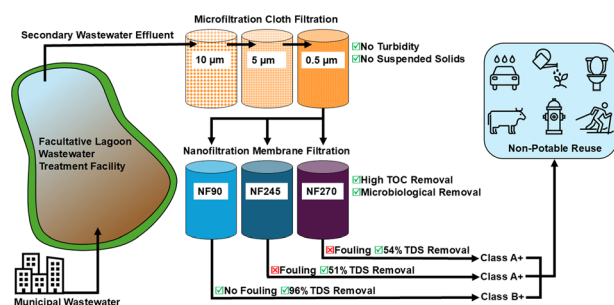 Microfiltration Cloth Filtration
Secondary Wastewater Effluent
10 µm
5 µm
0.5 µm
☑No Turbidity
☑No Suspended Solids
Non-Potable Reuse
Facultative Lagoon
Wastewater
Treatment Facility
Nanofiltration Membrane Filtration
NF90
NF245
NF270
☑High TOC Removal
☑Microbiological Removal
☒Fouling ☑54% TDS Removal
Class A+
☒Fouling ☑51% TDS Removal
Class A+
☑No Fouling ☑96% TDS Removal
Class B+
Municipal Wastewater